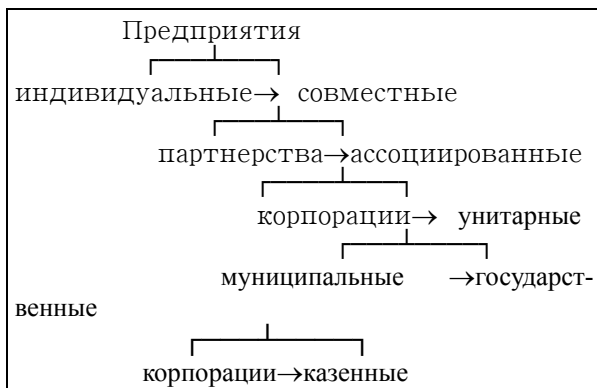 Предприятия
индивидуальные→ совместные
партнерства→ассоциированные
корпорации→ унитарные
муниципальные →государст-
венные
корпорации→казенные